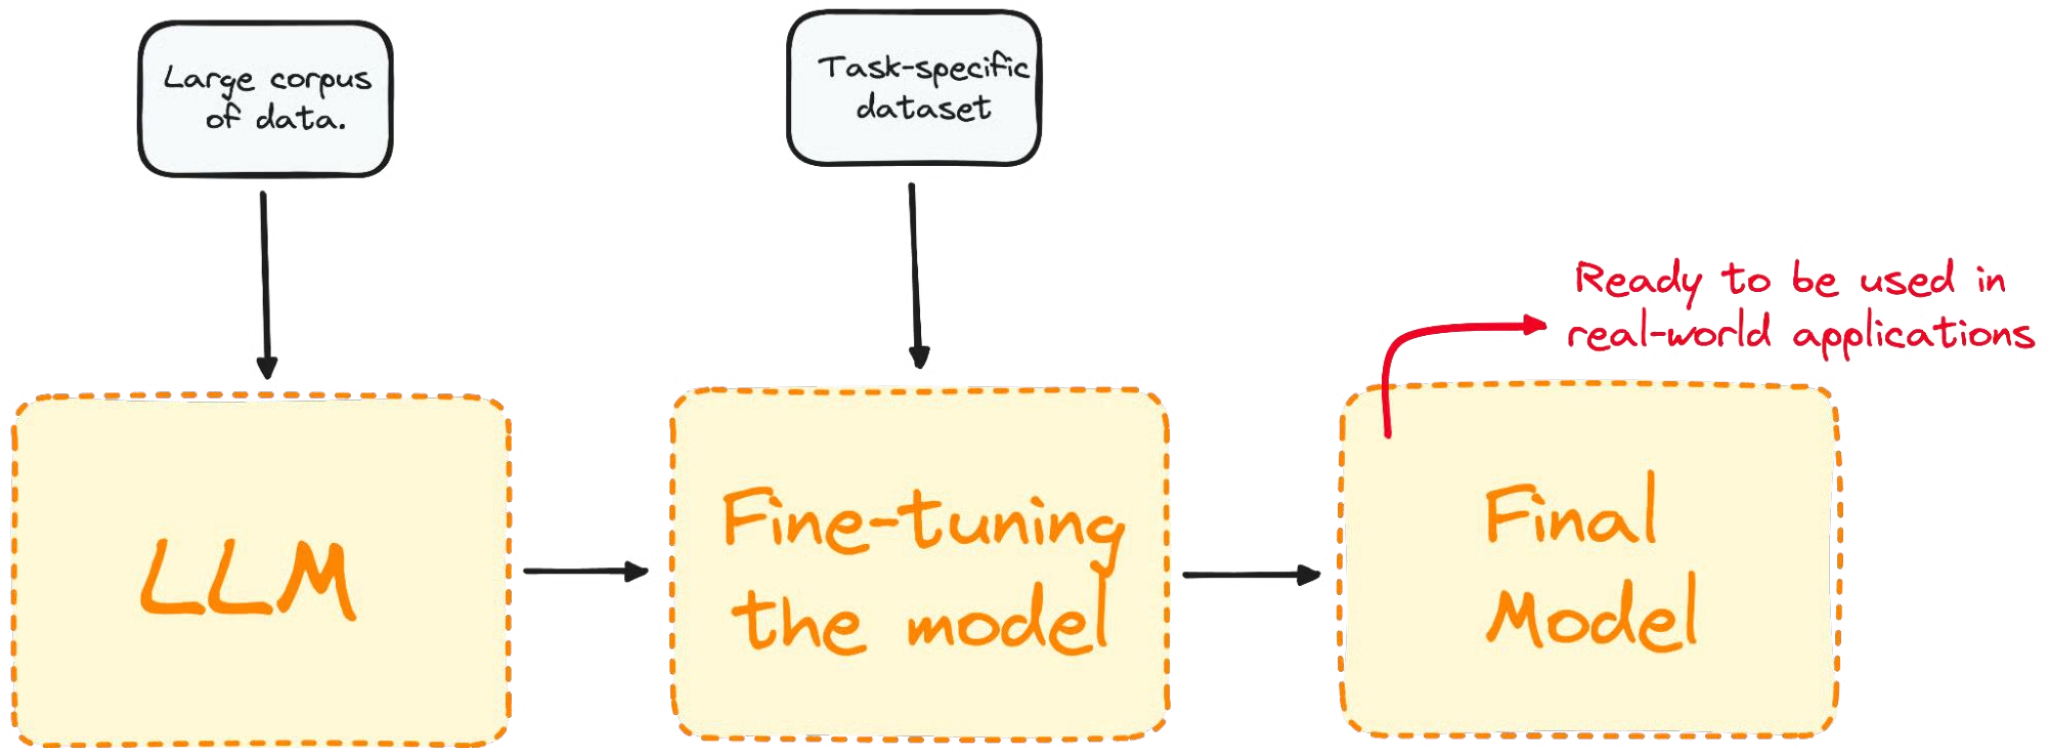 Large corpus
of data.
Task-specific
dataset
Ready to be used in
real-world applications
LLM
Fine-tuning
the model
Final
Model